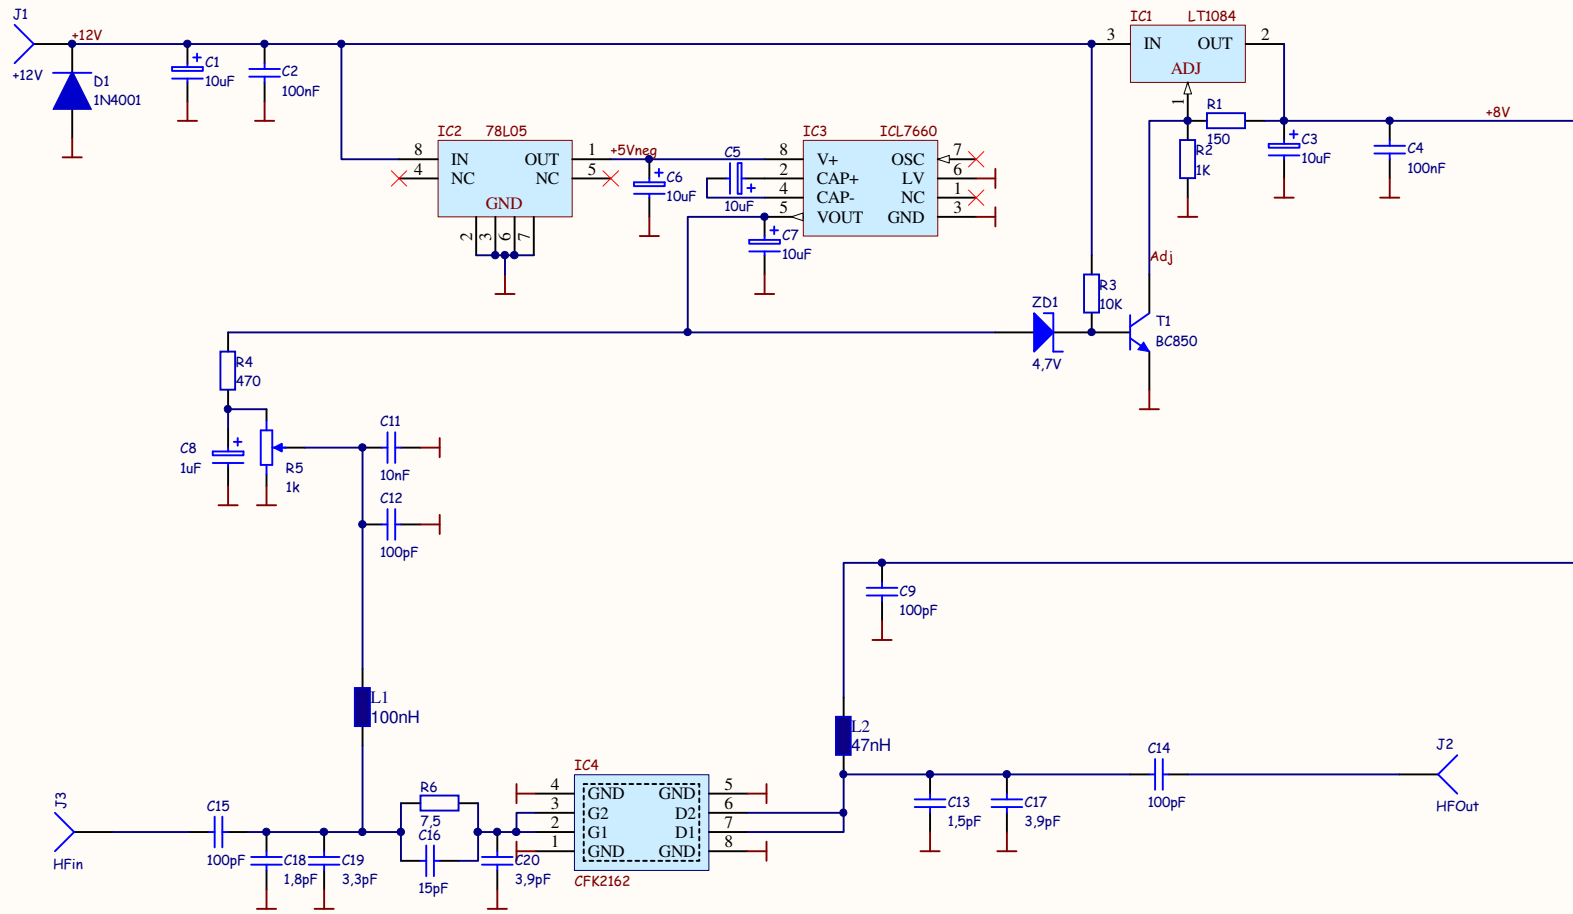 J1
+12V
+12V
D1
1N4001
C1
10uF
C2
100nF
IC2 78L05
8 IN OUT 1
4 NC NC 5
GND
2 3 6 7
+5Vneg
C6
10uF
C5
10uF
IC3 ICL7660
8 V+ OSC 7
2 CAP+ LV 6
4 CAP- NC 1
5 VOUT GND 3
C7
10uF
IC1 LT1084
3 IN OUT 2
ADJ
1
R1
150
R2
1K
+8V
C3
10uF
C4
100nF
Adj
R3
10K
ZD1
4,7V
T1
BC850
R4
470
C8
1uF
R5
1k
C11
10nF
C12
100pF
C9
100pF
L1
100nH
L2
47nH
J3
HFin
C15
100pF
C18
1,8pF
C19
3,3pF
R6
7,5
C16
15pF
C20
3,9pF
IC4
4 GND GND 5
3 G2 D2 6
2 G1 D1 7
1 GND GND 8
CFK2162
C13
1,5pF
C17
3,9pF
C14
100pF
J2
HFOut